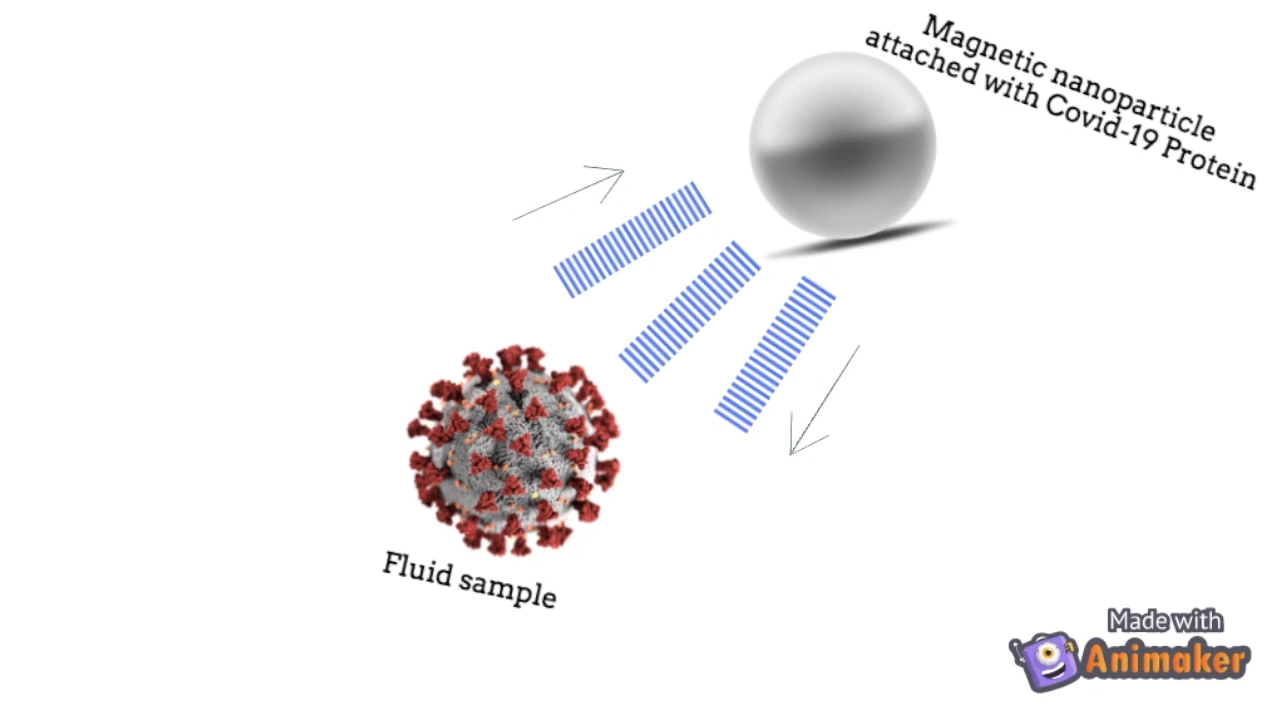 Magnetic nanoparticle
attached with Covid-19 Protein
Fluid sample
Made with
Animaker